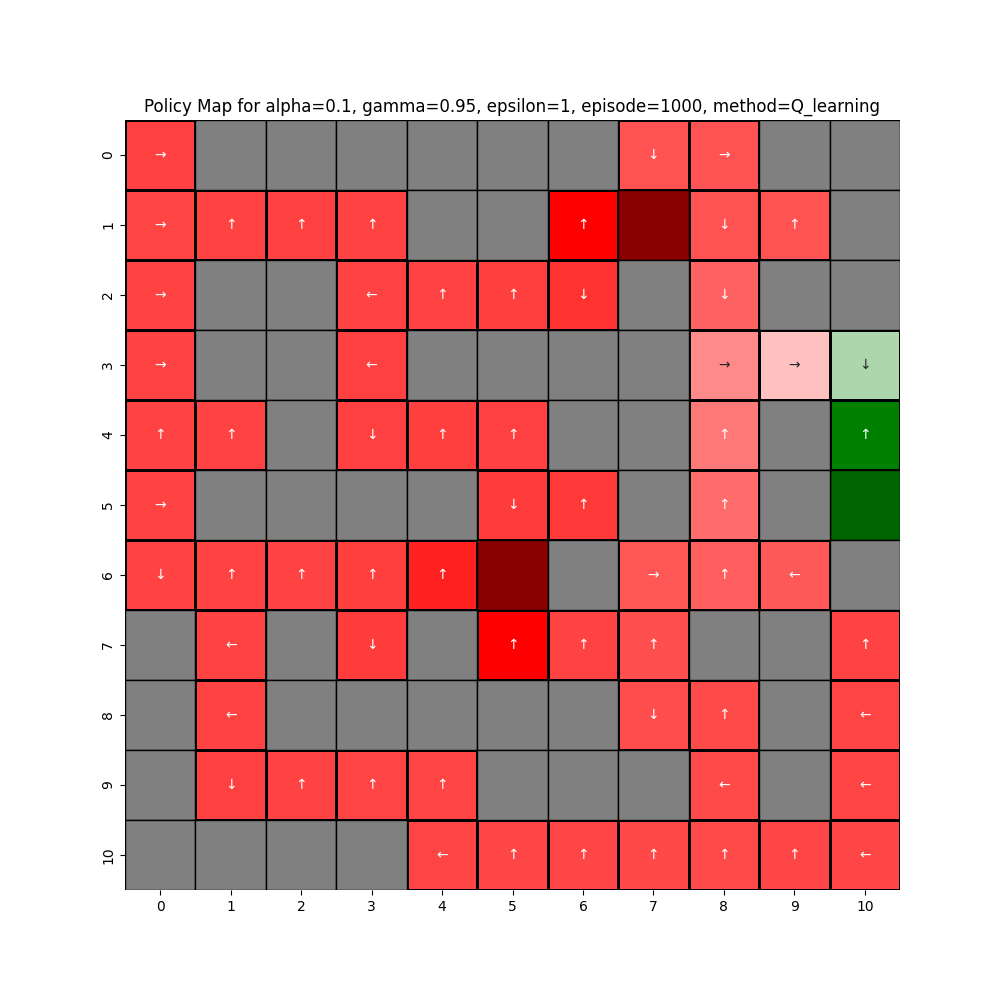 Policy Map for alpha=0.1, gamma=0.95, epsilon=1, episode=1000, method=Q_learning
0 → ↓ →
1 → ↑ ↑ ↑ ↑ ↓ ↑
2 → ← ↑ ↑ ↓ ↓
3 → ← → → ↓
4 ↑ ↑ ↓ ↑ ↑ ↑ ↑
5 → ↓ ↑ ↑
6 ↓ ↑ ↑ ↑ ↑ → ↑ ←
7 ← ↓ ↑ ↑ ↑ ↑
8 ← ↓ ↑ ←
9 ↓ ↑ ↑ ↑ ← ←
10 ← ↑ ↑ ↑ ↑ ↑ ←
0 1 2 3 4 5 6 7 8 9 10